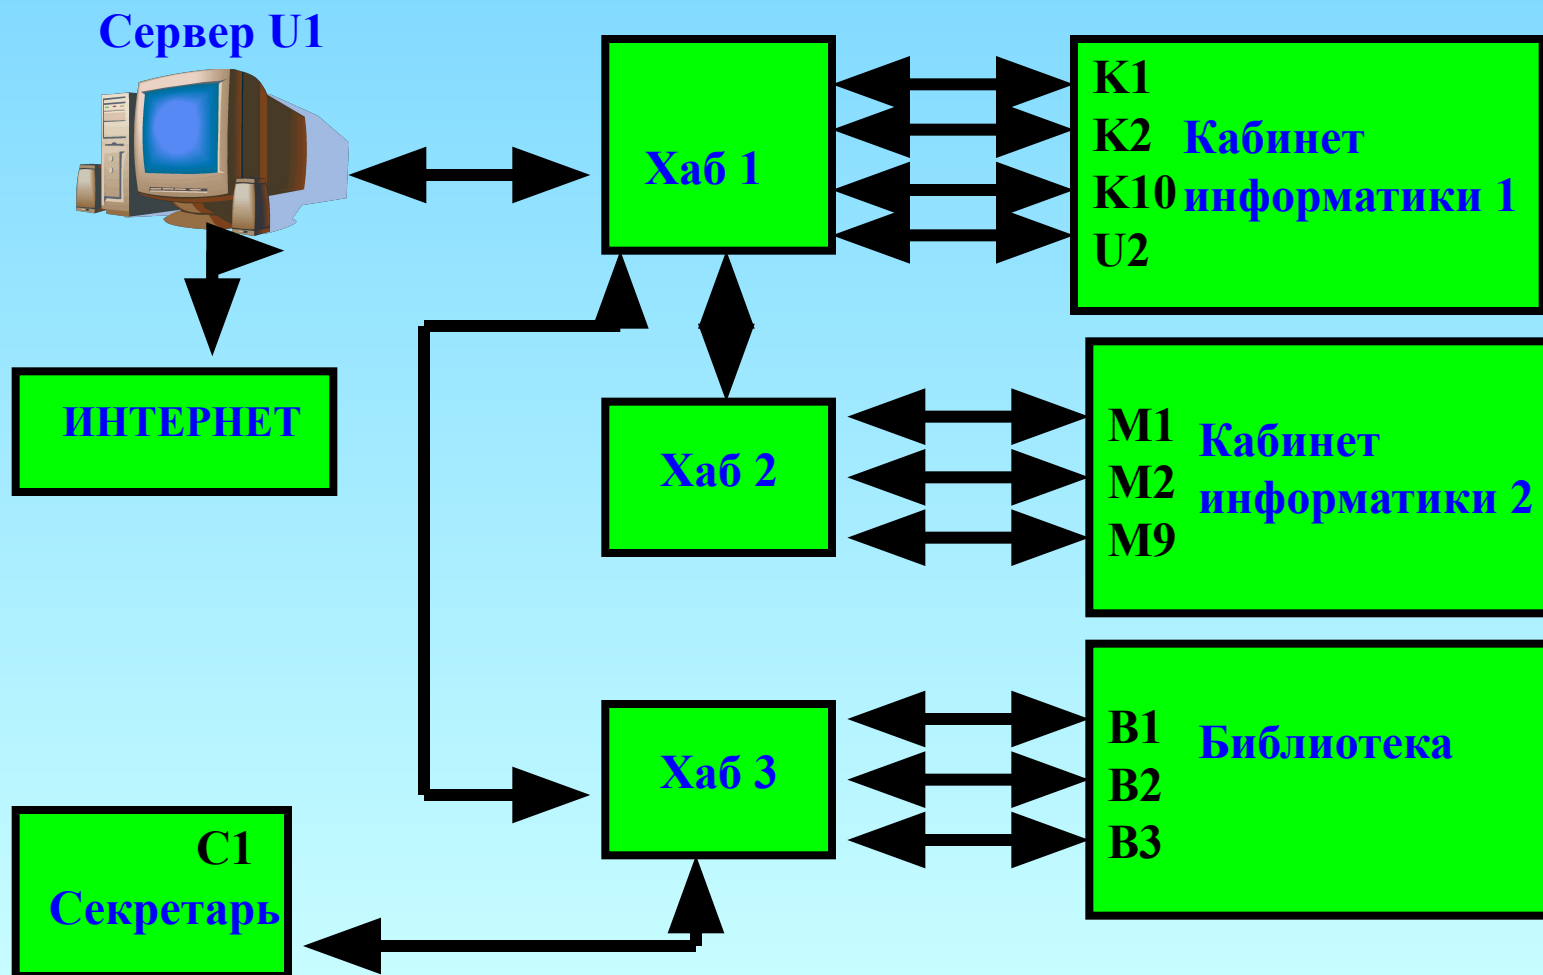 Сервер U1
Хаб 1
K1
K2
K10
U2
Кабинет
информатики 1
ИНТЕРНЕТ
Хаб 2
M1
M2
M9
Кабинет
информатики 2
Хаб 3
B1
B2
B3
Библиотека
C1
Секретарь